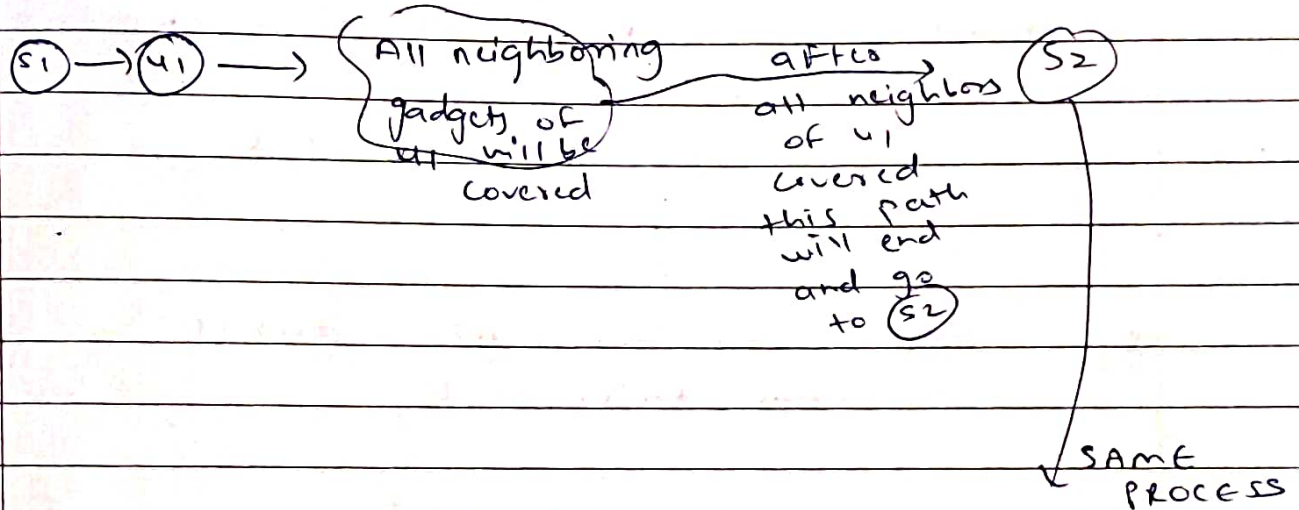 S1 → u1 → All neighboring
gadgets of
u1 will be
covered
after
all neighbors
of u1
covered
this path
will end
and go
to S2
S2
SAME
PROCESS